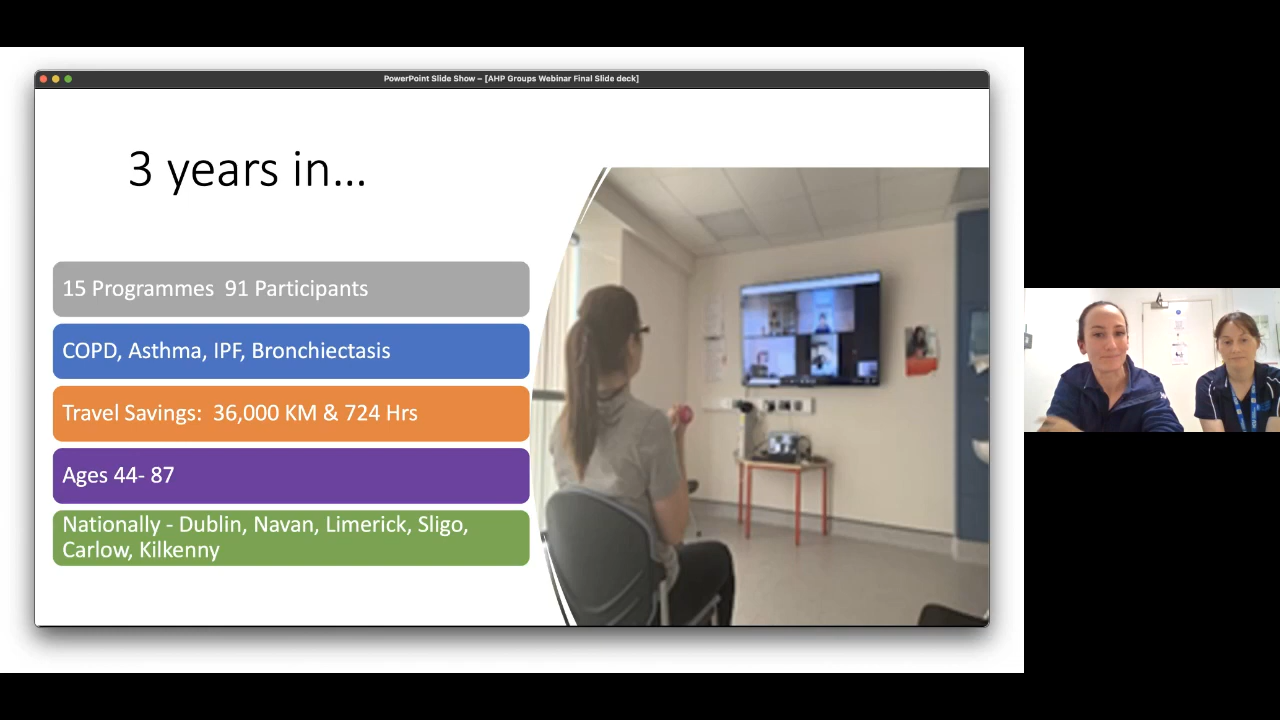 PowerPoint Slide Show – [AHP Groups Webinar Final Slide deck]
3 years in...
15 Programmes  91 Participants
COPD, Asthma, IPF, Bronchiectasis
Travel Savings:  36,000 KM & 724 Hrs
Ages 44- 87
Nationally - Dublin, Navan, Limerick, Sligo,
Carlow, Kilkenny